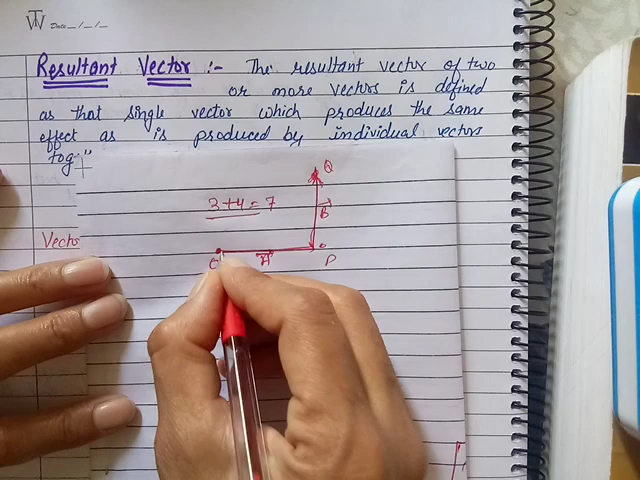 Date_/_/_
Resultant Vector :- The resultant vector of two
or more vectors is defined
as that single vector which produces the same
effect as is produced by individual vectors
tog
Q
3+4=7
B
Vecto
A
P